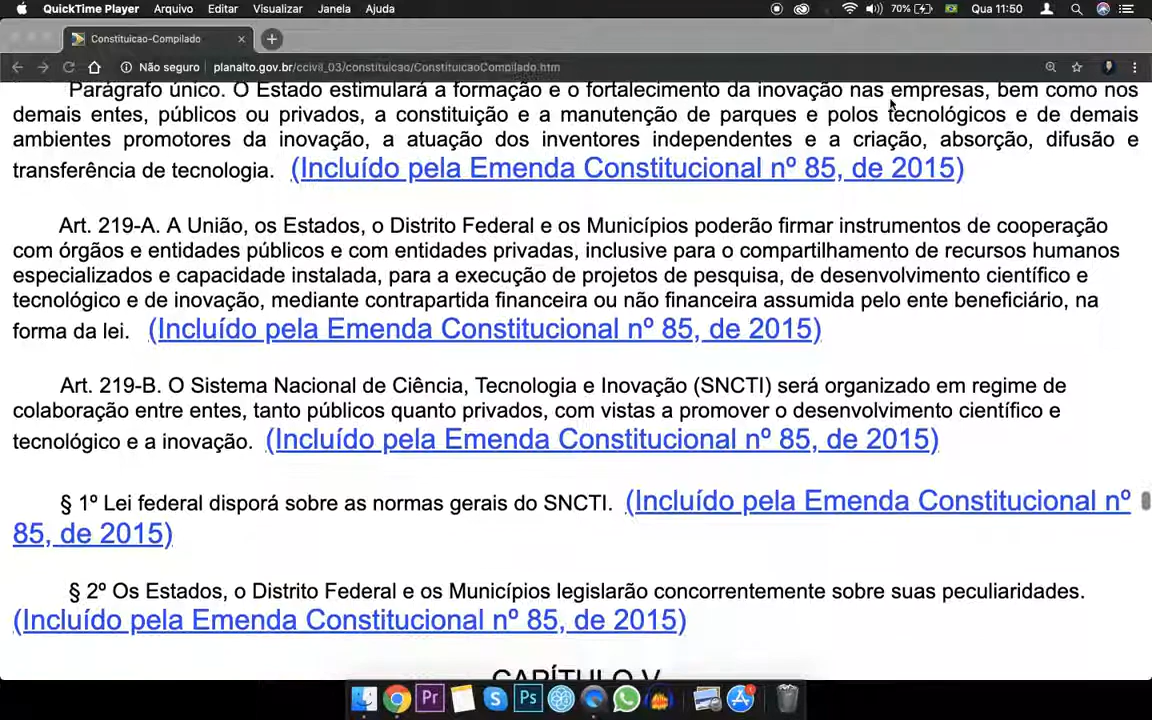 QuickTime Player Arquivo Editar Visualizar Janela Ajuda 70% Qua 11:50
Constituicao-Compilado
Não seguro planalto.gov.br/ccivil_03/constituicao/ConstituicaoCompilado.htm
Parágrafo único. O Estado estimulará a formação e o fortalecimento da inovação nas empresas, bem como nos
demais entes, públicos ou privados, a constituição e a manutenção de parques e polos tecnológicos e de demais
ambientes promotores da inovação, a atuação dos inventores independentes e a criação, absorção, difusão e
transferência de tecnologia. (Incluído pela Emenda Constitucional nº 85, de 2015)
Art. 219-A. A União, os Estados, o Distrito Federal e os Municípios poderão firmar instrumentos de cooperação
com órgãos e entidades públicos e com entidades privadas, inclusive para o compartilhamento de recursos humanos
especializados e capacidade instalada, para a execução de projetos de pesquisa, de desenvolvimento científico e
tecnológico e de inovação, mediante contrapartida financeira ou não financeira assumida pelo ente beneficiário, na
forma da lei. (Incluído pela Emenda Constitucional nº 85, de 2015)
Art. 219-B. O Sistema Nacional de Ciência, Tecnologia e Inovação (SNCTI) será organizado em regime de
colaboração entre entes, tanto públicos quanto privados, com vistas a promover o desenvolvimento científico e
tecnológico e a inovação. (Incluído pela Emenda Constitucional nº 85, de 2015)
§ 1º Lei federal disporá sobre as normas gerais do SNCTI. (Incluído pela Emenda Constitucional nº
85, de 2015)
§ 2º Os Estados, o Distrito Federal e os Municípios legislarão concorrentemente sobre suas peculiaridades.
(Incluído pela Emenda Constitucional nº 85, de 2015)
CAPÍTULO V
Pr Ps